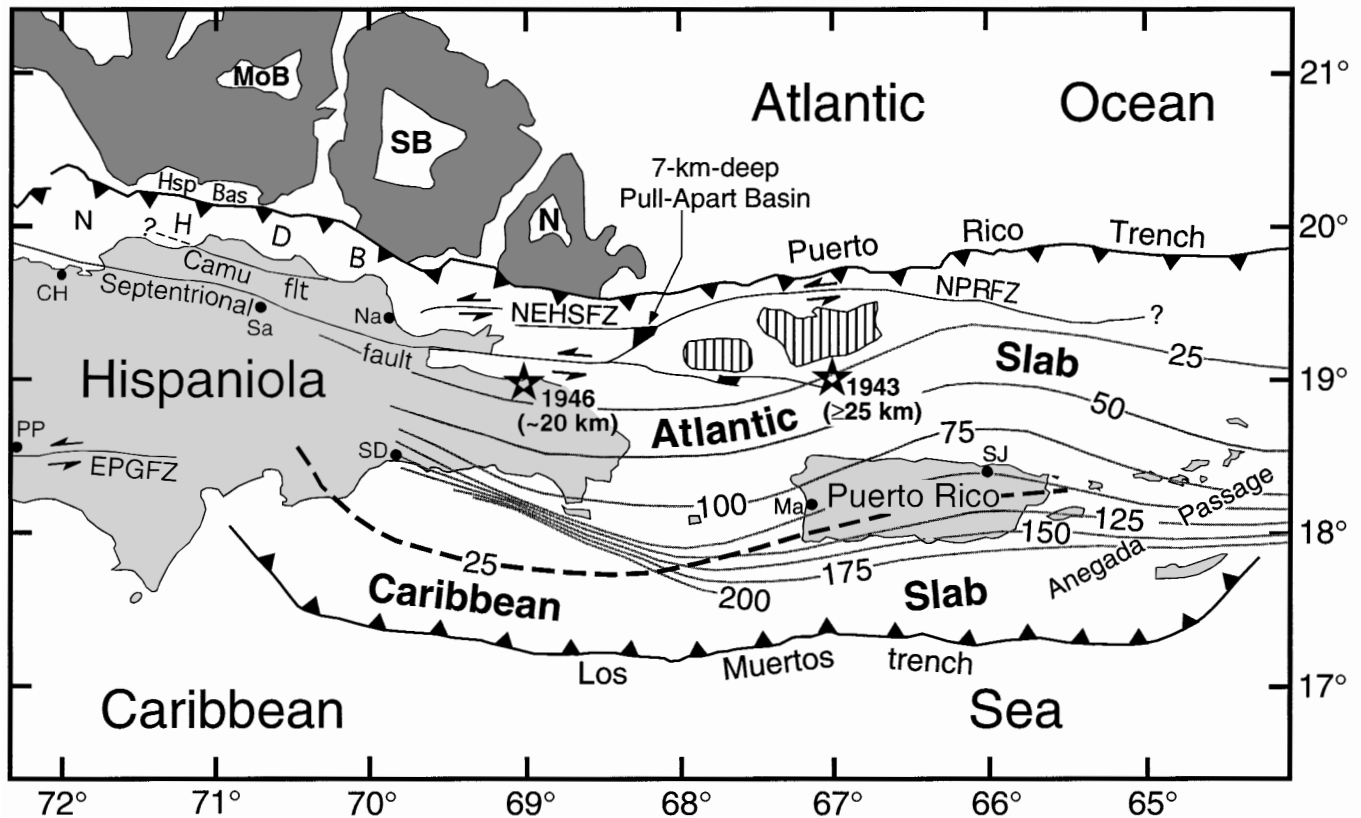 MoB
21°
Atlantic Ocean
SB
7-km-deep
Pull-Apart Basin
Hsp Bas
N
N H D B
?
20°
Puerto Rico Trench
Camu flt
Septentrional fault
CH
Sa
Na
NEHSFZ
NPRFZ
?
25
Slab
19°
Hispaniola
1946
(~20 km)
1943
(≥25 km)
50
Atlantic
PP
EPGFZ
SD
75
SJ
100
Ma
Puerto Rico
Passage
18°
125
150
Anegada
25
175
200
Caribbean Slab
Los Muertos trench
17°
Caribbean Sea
72° 71° 70° 69° 68° 67° 66° 65°